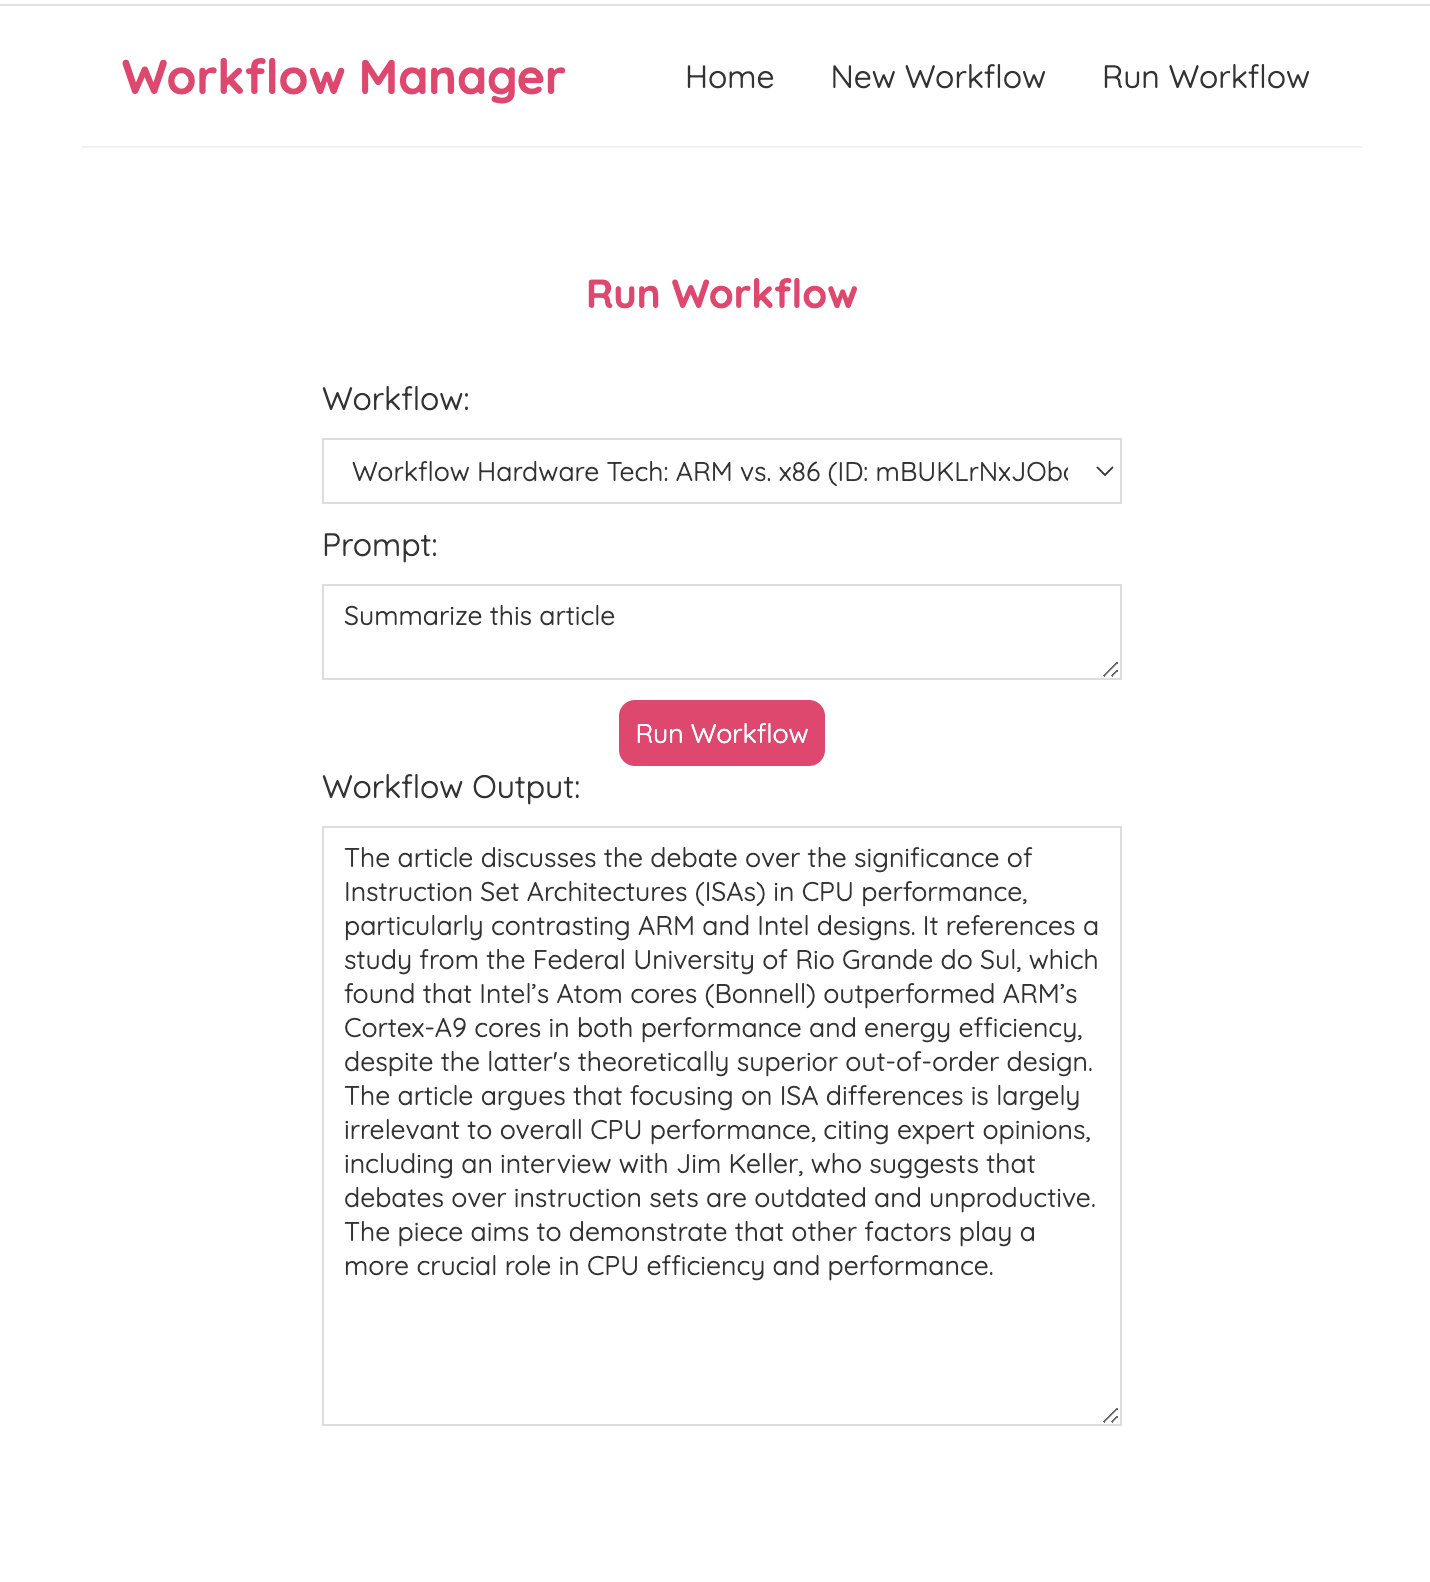 Workflow Manager
Home
New Workflow
Run Workflow
Run Workflow
Workflow:
Workflow Hardware Tech: ARM vs. x86 (ID:
Prompt:
Summarize this article
Run Workflow
Workflow Output:
The article discusses the debate over the significance of
Instruction Set Architectures (ISAs) in CPU performance,
particularly contrasting ARM and Intel designs. It references a
study from the Federal University of Rio Grande do Sul, which
found that Intel’s Atom cores (Bonnell) outperformed ARM’s
Cortex-A9 cores in both performance and energy efficiency,
despite the latter's theoretically superior out-of-order design.
The article argues that focusing on ISA differences is largely
irrelevant to overall CPU performance, citing expert opinions,
including an interview with Jim Keller, who suggests that
debates over instruction sets are outdated and unproductive.
The piece aims to demonstrate that other factors play a
more crucial role in CPU efficiency and performance.